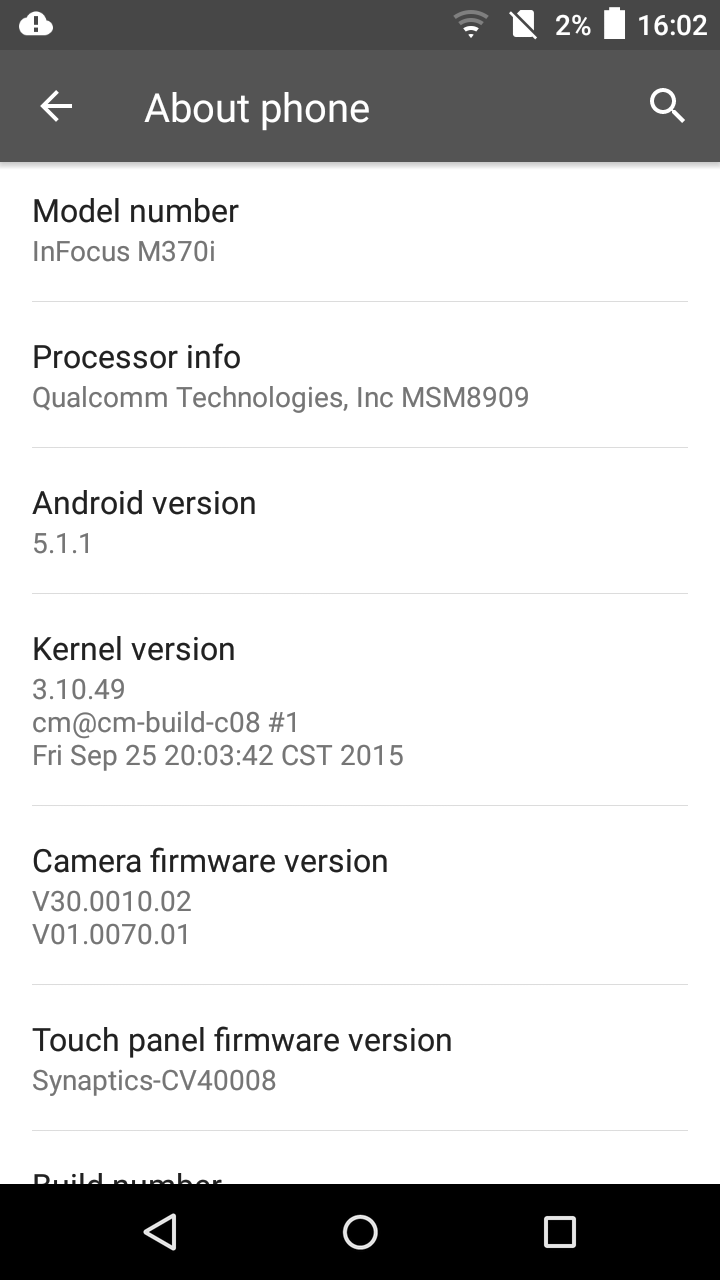 2% 16:02
About phone
Model number
InFocus M370i
Processor info
Qualcomm Technologies, Inc MSM8909
Android version
5.1.1
Kernel version
3.10.49
cm@cm-build-c08 #1
Fri Sep 25 20:03:42 CST 2015
Camera firmware version
V30.0010.02
V01.0070.01
Touch panel firmware version
Synaptics-CV40008
Build number